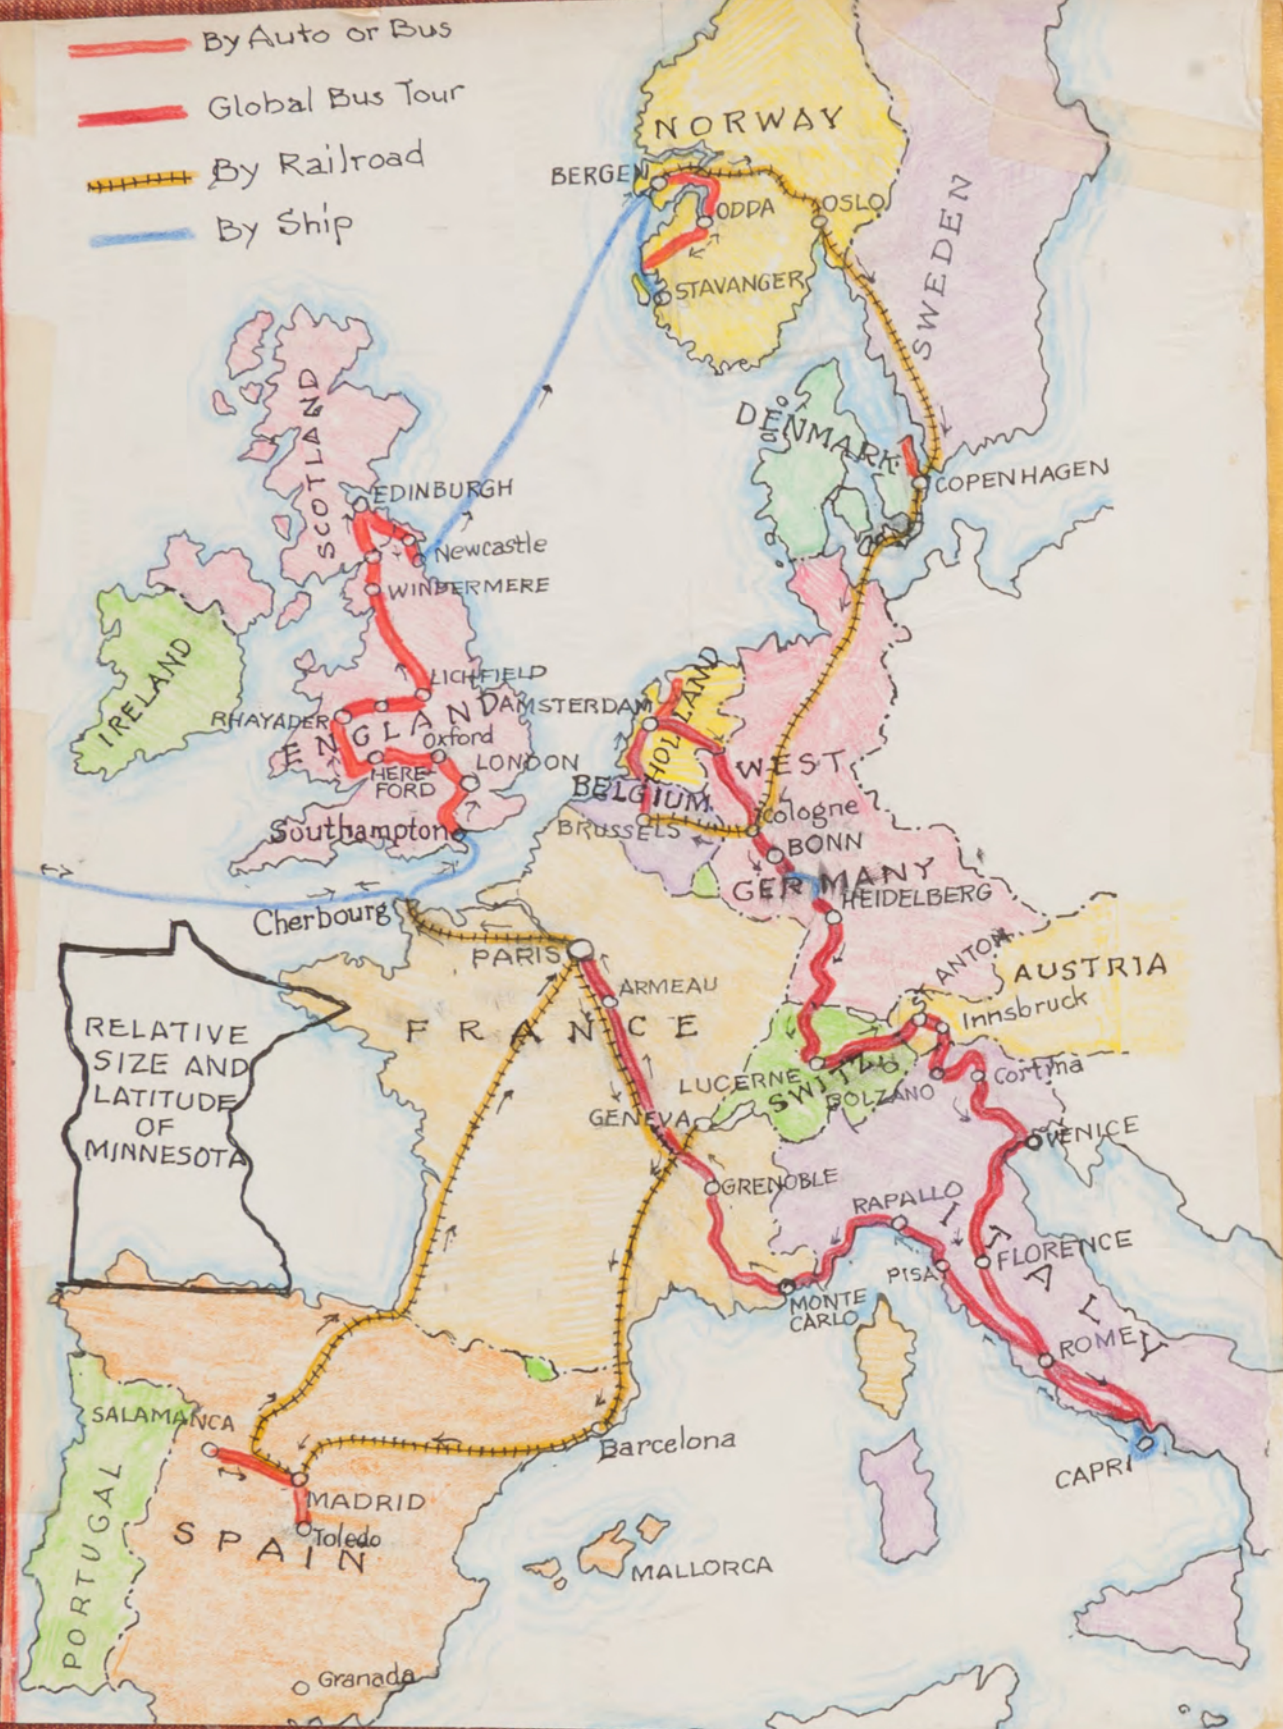 By Auto or Bus
Global Bus Tour
By Railroad
By Ship
NORWAY
BERGEN
ODDA
OSLO
SWEDEN
STAVANGER
DENMARK
COPENHAGEN
SCOTLAND
EDINBURGH
Newcastle
WINDERMERE
IRELAND
LICHFIELD
RHAYADER
ENGLAND
Oxford
HERE-
FORD
LONDON
Southampton
AMSTERDAM
HOLLAND
WEST
BELGIUM
BRUSSELS
Cologne
BONN
GERMANY
HEIDELBERG
Cherbourg
PARIS
ARMEAU
FRANCE
ST. ANTON
AUSTRIA
Innsbruck
RELATIVE
SIZE AND
LATITUDE
OF
MINNESOTA
LUCERNE
SWITZ.
BOLZANO
Cortina
GENEVA
VENICE
GRENOBLE
RAPALLO
ITALY
FLORENCE
PISA
MONTE
CARLO
ROME
SALAMANCA
Barcelona
CAPRI
MADRID
Toledo
SPAIN
PORTUGAL
MALLORCA
Granada